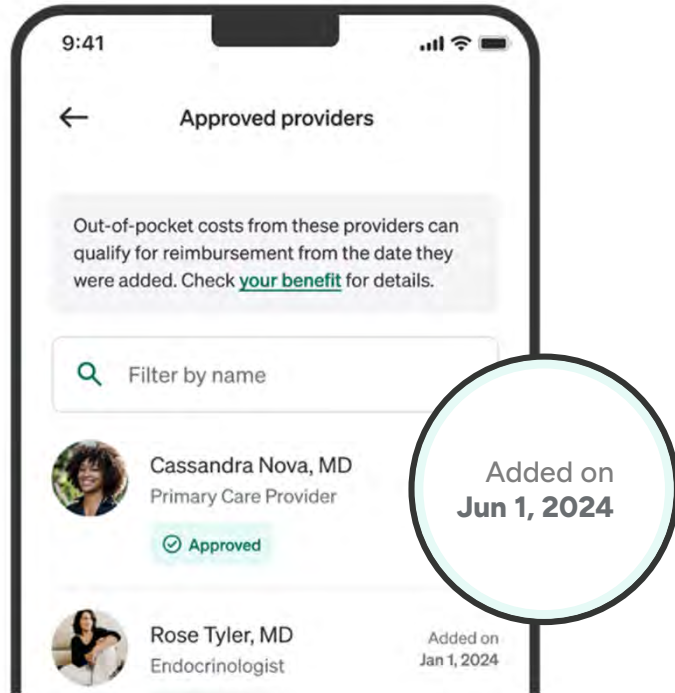 9:41
Approved providers
Out-of-pocket costs from these providers can
qualify for reimbursement from the date they
were added. Check your benefit for details.
Filter by name
Cassandra Nova, MD
Primary Care Provider
Approved
Added on
Jun 1, 2024
Rose Tyler, MD
Endocrinologist
Added on
Jan 1, 2024